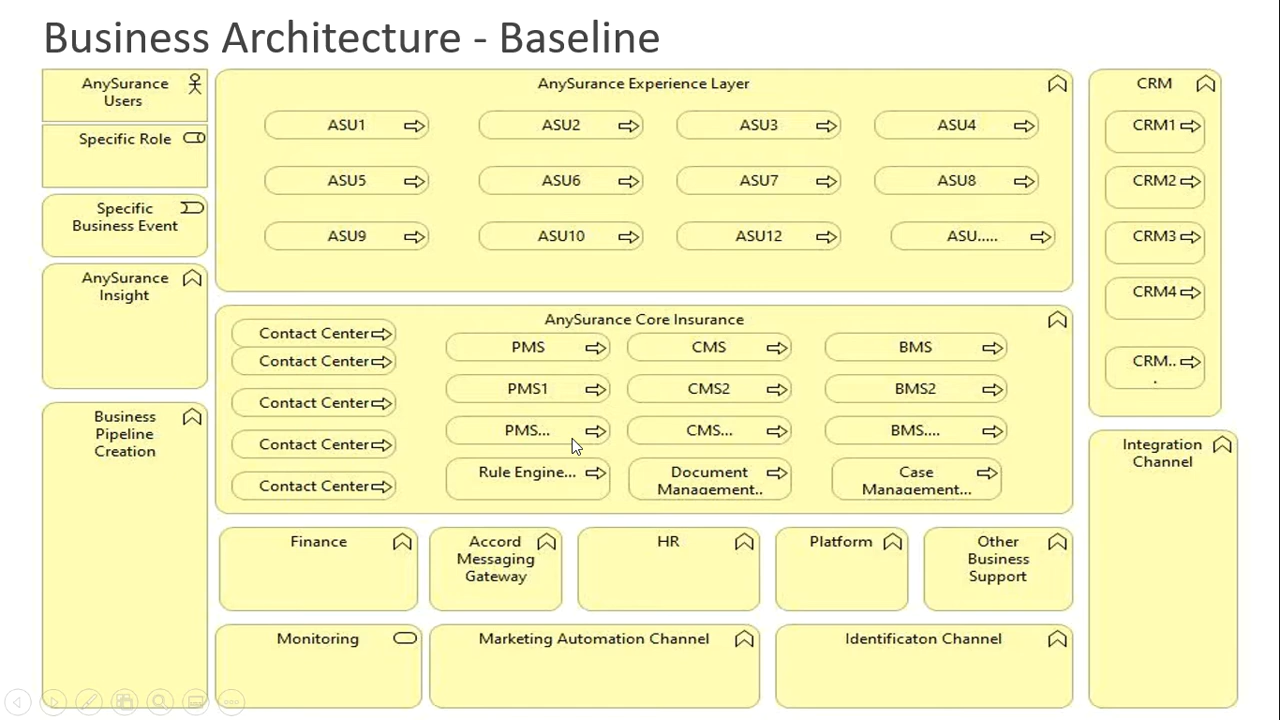 Business Architecture - Baseline
AnySurance
Users
Specific Role
Specific
Business Event
AnySurance
Insight
Business
Pipeline
Creation
AnySurance Experience Layer
ASU1
ASU2
ASU3
ASU4
ASU5
ASU6
ASU7
ASU8
ASU9
ASU10
ASU12
ASU.....
AnySurance Core Insurance
Contact Center
Contact Center
Contact Center
Contact Center
Contact Center
PMS
CMS
BMS
PMS1
CMS2
BMS2
PMS...
CMS...
BMS....
Rule Engine...
Document
Management..
Case
Management...
Finance
Accord
Messaging
Gateway
HR
Platform
Other
Business
Support
Monitoring
Marketing Automation Channel
Identificaton Channel
CRM
CRM1
CRM2
CRM3
CRM4
CRM..
.
Integration
Channel